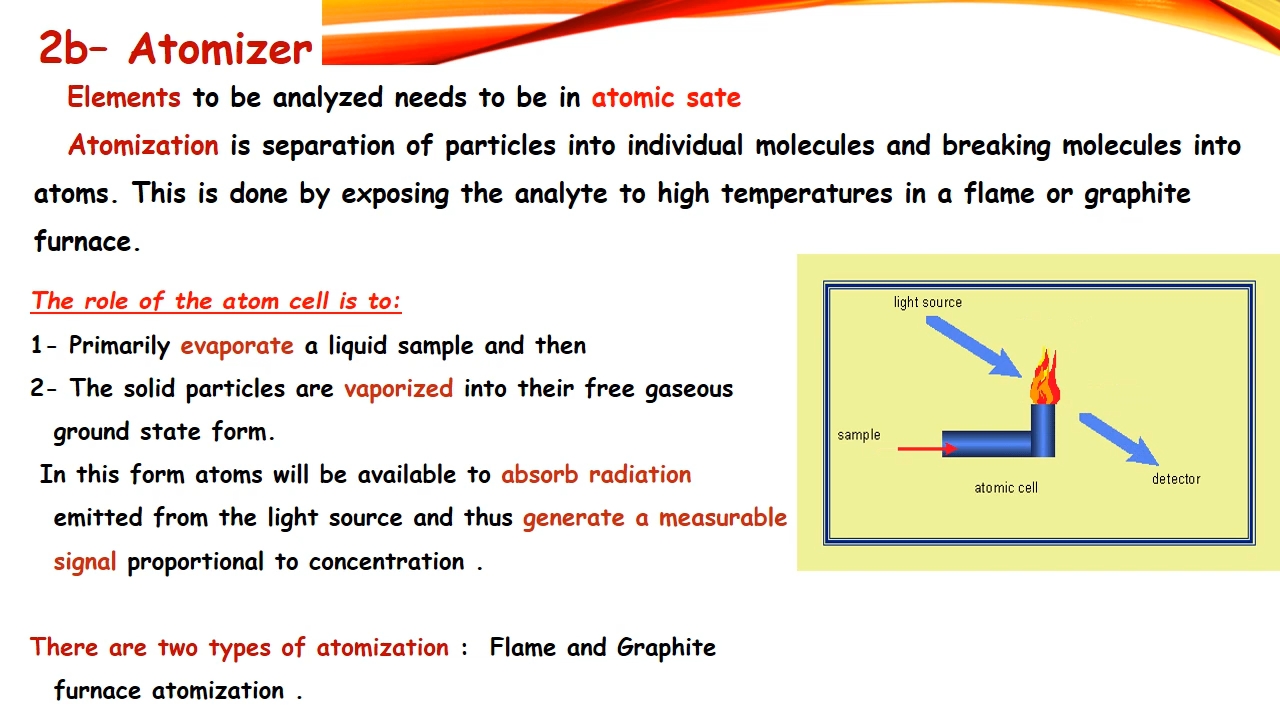 2b– Atomizer
Elements to be analyzed needs to be in atomic sate
Atomization is separation of particles into individual molecules and breaking molecules into
atoms. This is done by exposing the analyte to high temperatures in a flame or graphite
furnace.
The role of the atom cell is to:
1- Primarily evaporate a liquid sample and then
2- The solid particles are vaporized into their free gaseous
ground state form.
In this form atoms will be available to absorb radiation
emitted from the light source and thus generate a measurable
signal proportional to concentration .
There are two types of atomization : Flame and Graphite
furnace atomization .
light source
sample
atomic cell
detector